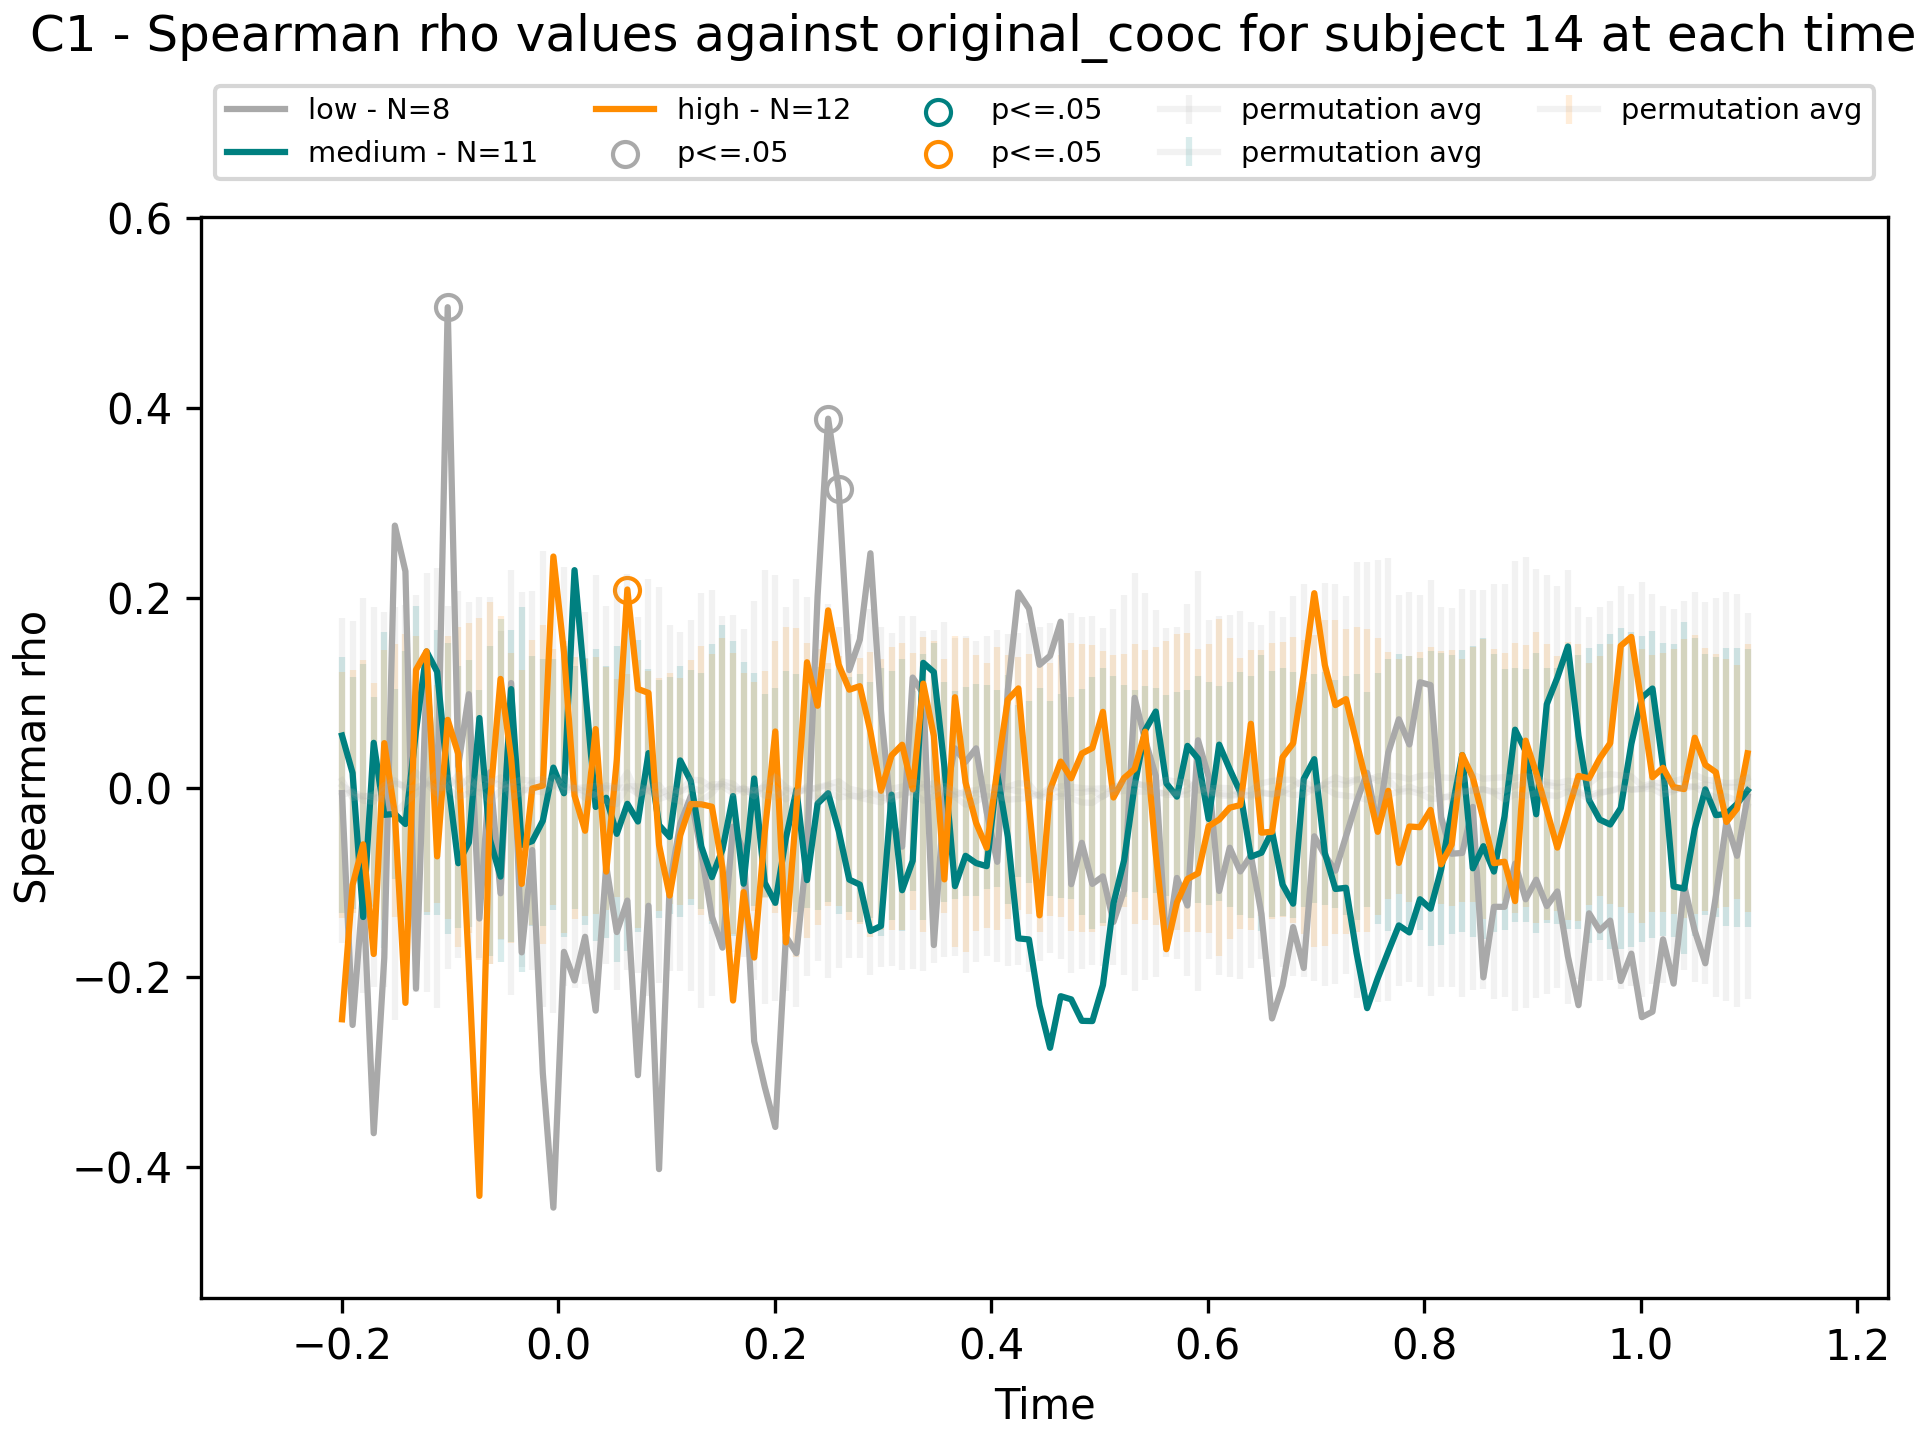 C1 - Spearman rho values against original_cooc for subject 14 at each time
low - N=8 high - N=12 p<=.05 permutation avg permutation avg
medium - N=11 p<=.05 p<=.05 permutation avg
0.6
0.4
0.2
0.0
−0.2
−0.4
Spearman rho
−0.2 0.0 0.2 0.4 0.6 0.8 1.0 1.2
Time